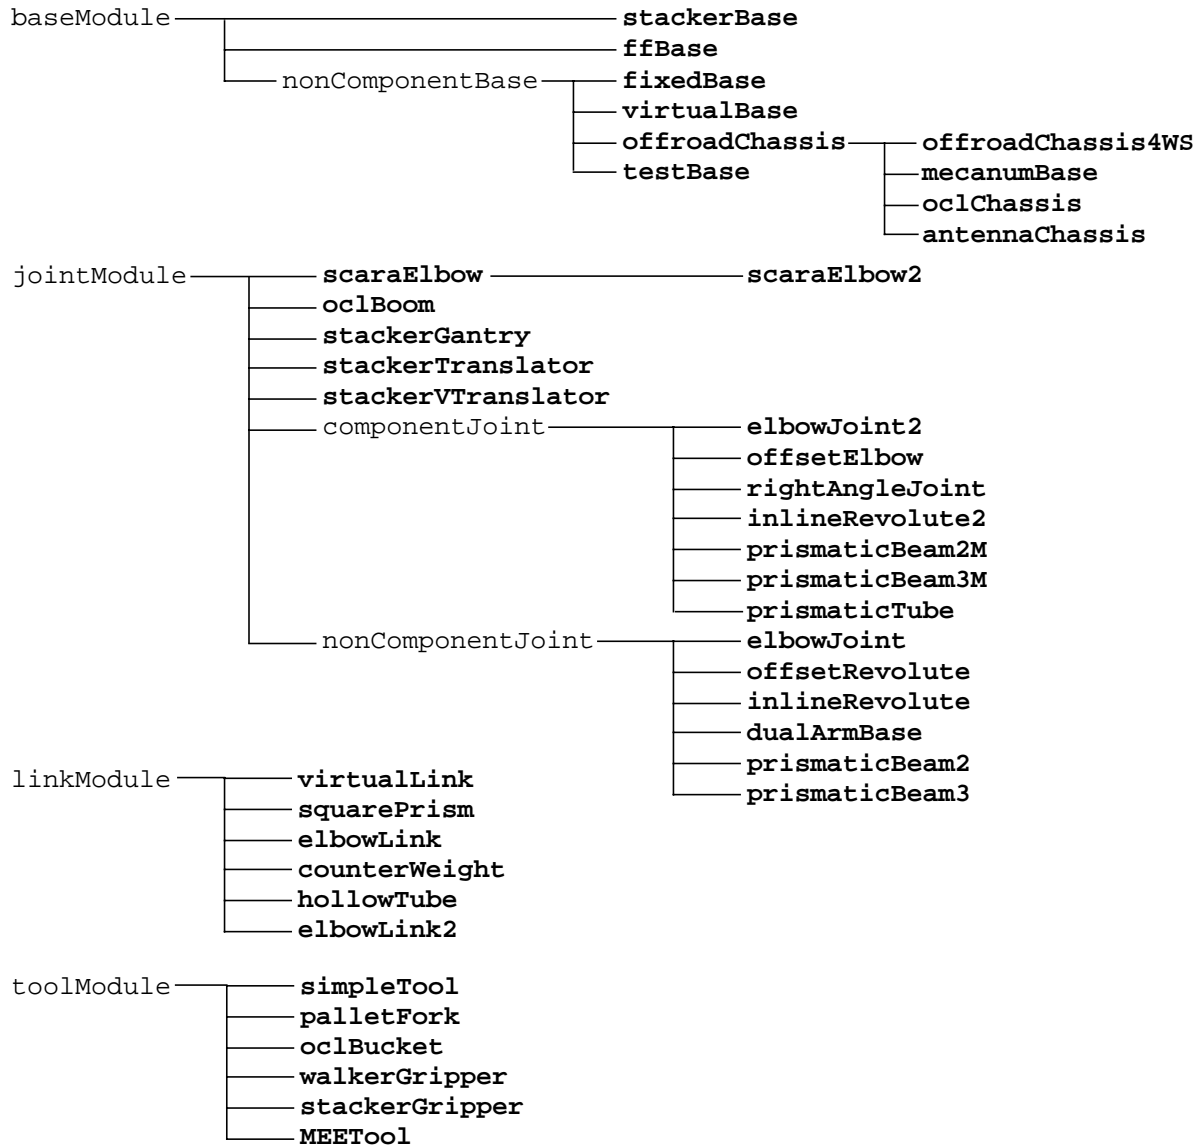 baseModule stackerBase
ffBase
nonComponentBase fixedBase
virtualBase
offroadChassis offroadChassis4WS
testBase mecanumBase
oclChassis
antennaChassis
jointModule scaraElbow scaraElbow2
oclBoom
stackerGantry
stackerTranslator
stackerVTranslator
componentJoint elbowJoint2
offsetElbow
rightAngleJoint
inlineRevolute2
prismaticBeam2M
prismaticBeam3M
prismaticTube
nonComponentJoint elbowJoint
offsetRevolute
inlineRevolute
dualArmBase
prismaticBeam2
prismaticBeam3
linkModule virtualLink
squarePrism
elbowLink
counterWeight
hollowTube
elbowLink2
toolModule simpleTool
palletFork
oclBucket
walkerGripper
stackerGripper
MEETool